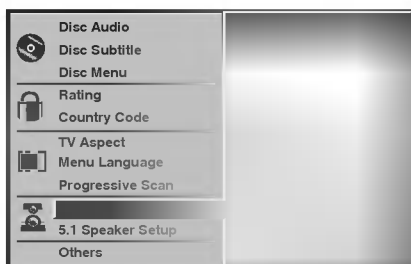 Disc Audio
Disc Subtitle
Disc Menu
Rating
Country Code
TV Aspect
Menu Language
Progressive Scan
5.1 Speaker Setup
Others